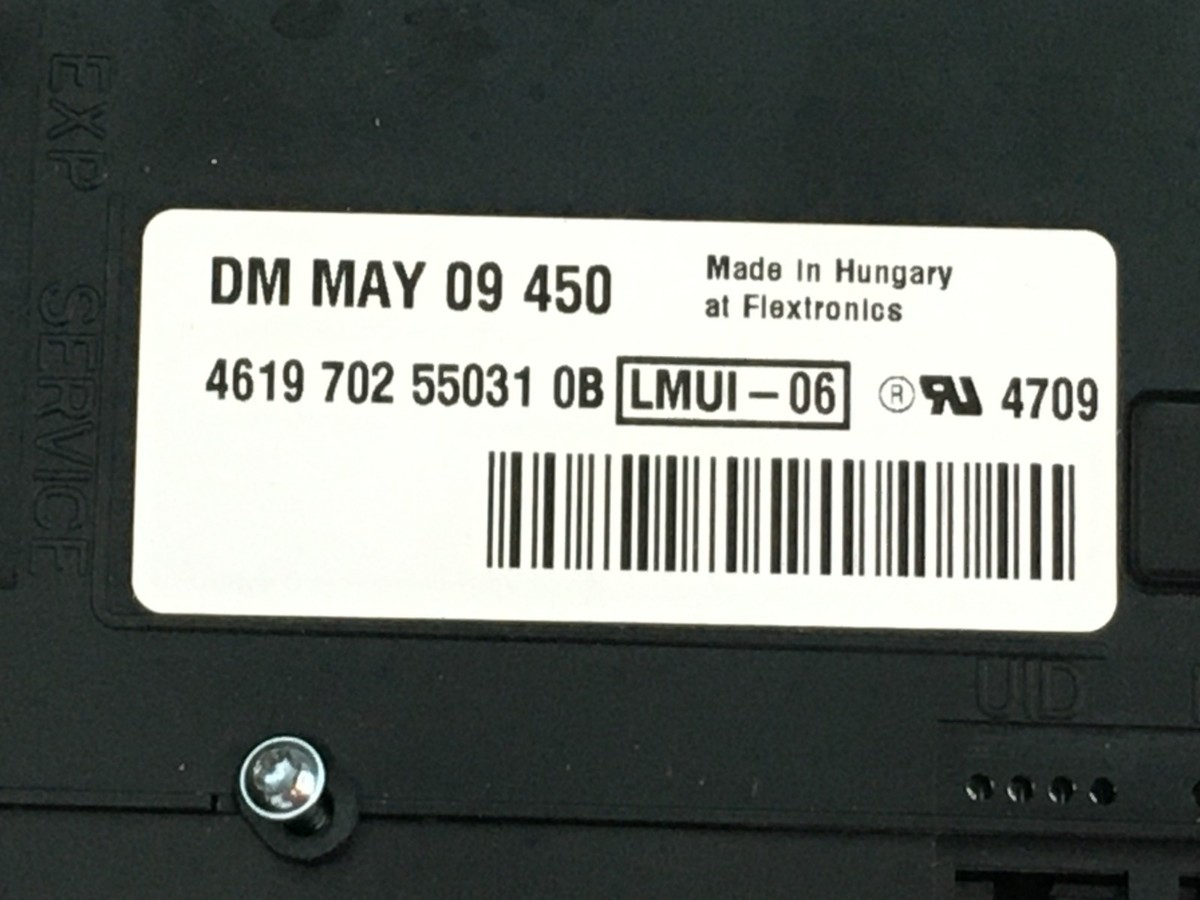 EXP SERVICE
DM MAY 09 450
Made in Hungary
at Flextronics
4619 702 55031 0B LMUI - 06 ® RU 4709
UID